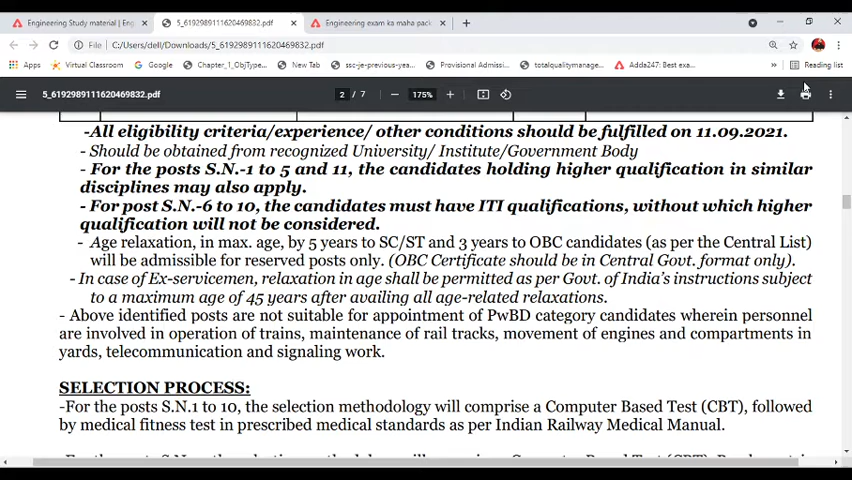 Engineering Study material | Eng
5_6192989111620469832.pdf
Engineering exam ka maha pack
File
C:/Users/dell/Downloads/5_6192989111620469832.pdf
Apps
Virtual Classroom
Google
Chapter_1_ObjType...
New Tab
ssc-je-previous-yea...
Provisional Admissi...
totalqualitymanage...
Adda247: Best exa...
Reading list
5_6192989111620469832.pdf
2 / 7
175%
-All eligibility criteria/experience/ other conditions should be fulfilled on 11.09.2021.
- Should be obtained from recognized University/ Institute/Government Body
- For the posts S.N.-1 to 5 and 11, the candidates holding higher qualification in similar
disciplines may also apply.
- For post S.N.-6 to 10, the candidates must have ITI qualifications, without which higher
qualification will not be considered.
- Age relaxation, in max. age, by 5 years to SC/ST and 3 years to OBC candidates (as per the Central List)
will be admissible for reserved posts only. (OBC Certificate should be in Central Govt. format only).
- In case of Ex-servicemen, relaxation in age shall be permitted as per Govt. of India's instructions subject
to a maximum age of 45 years after availing all age-related relaxations.
- Above identified posts are not suitable for appointment of PwBD category candidates wherein personnel
are involved in operation of trains, maintenance of rail tracks, movement of engines and compartments in
yards, telecommunication and signaling work.
SELECTION PROCESS:
-For the posts S.N.1 to 10, the selection methodology will comprise a Computer Based Test (CBT), followed
by medical fitness test in prescribed medical standards as per Indian Railway Medical Manual.